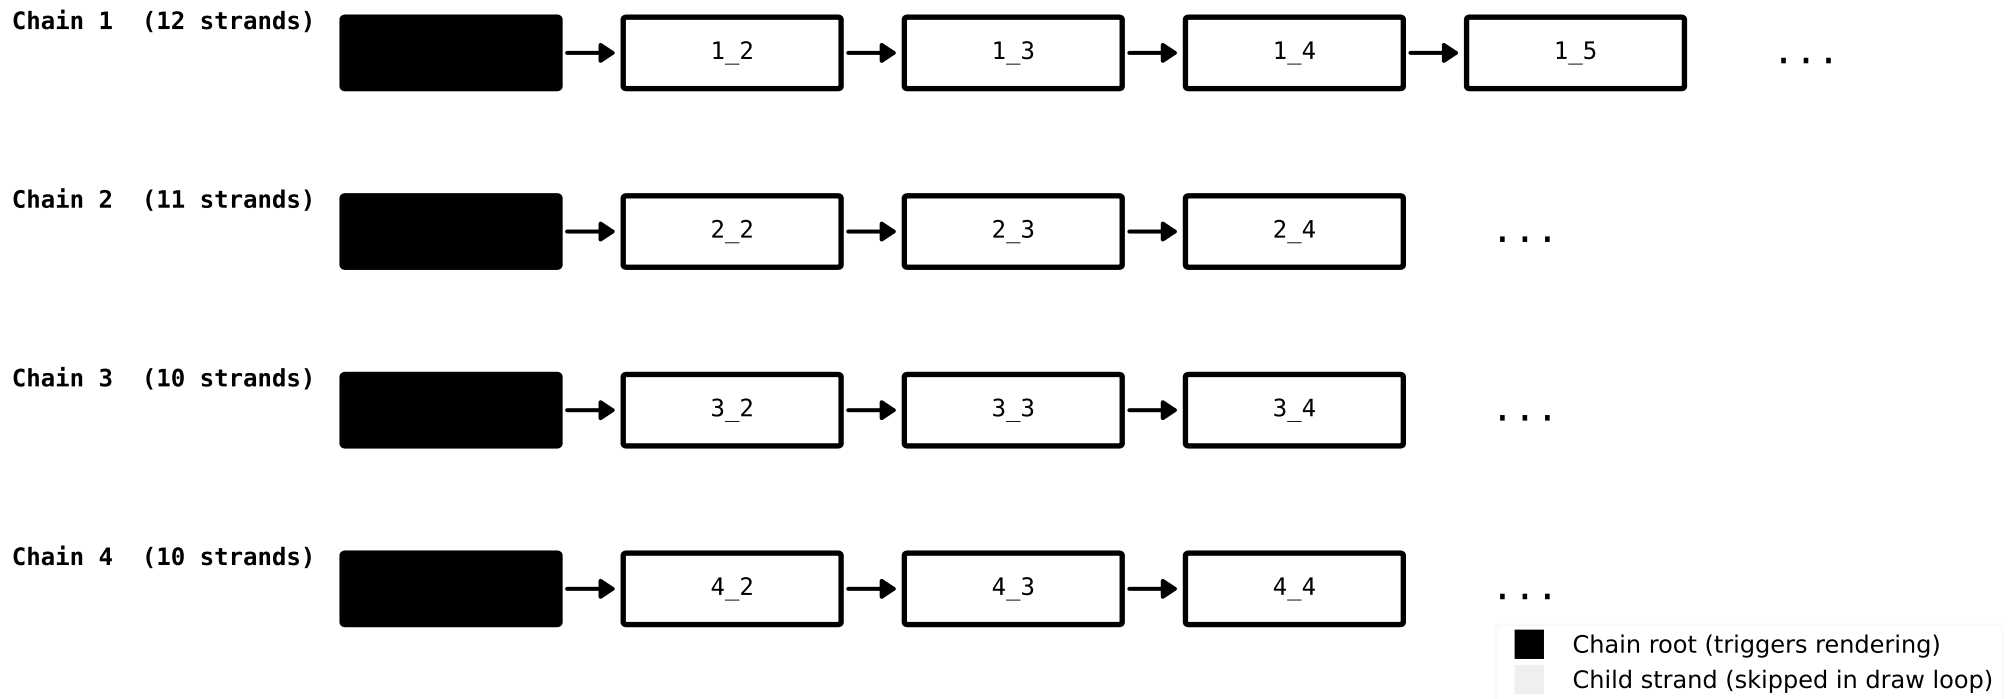 Chain 1  (12 strands) 1_2 1_3 1_4 1_5 ...
Chain 2  (11 strands) 2_2 2_3 2_4 ...
Chain 3  (10 strands) 3_2 3_3 3_4 ...
Chain 4  (10 strands) 4_2 4_3 4_4 ...
Chain root (triggers rendering)
Child strand (skipped in draw loop)